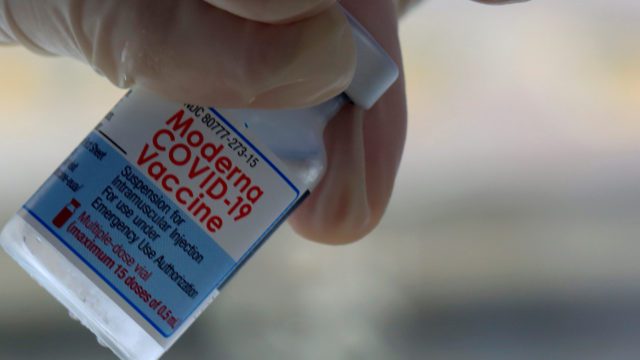 NDC 80777-273-15
Moderna
COVID-19
Vaccine
Suspension for
Intramuscular Injection
For use under
Emergency Use Authorization
Multiple-dose vial
(maximum 15 doses of 0.5 mL)